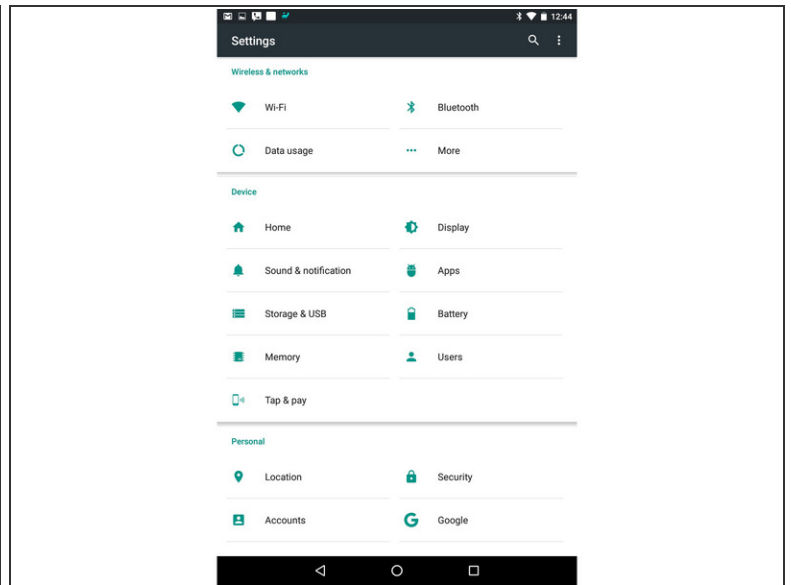 12:44
Settings
Wireless & networks
Wi-Fi Bluetooth
Data usage More
Device
Home Display
Sound & notification Apps
Storage & USB Battery
Memory Users
Tap & pay
Personal
Location Security
Accounts Google